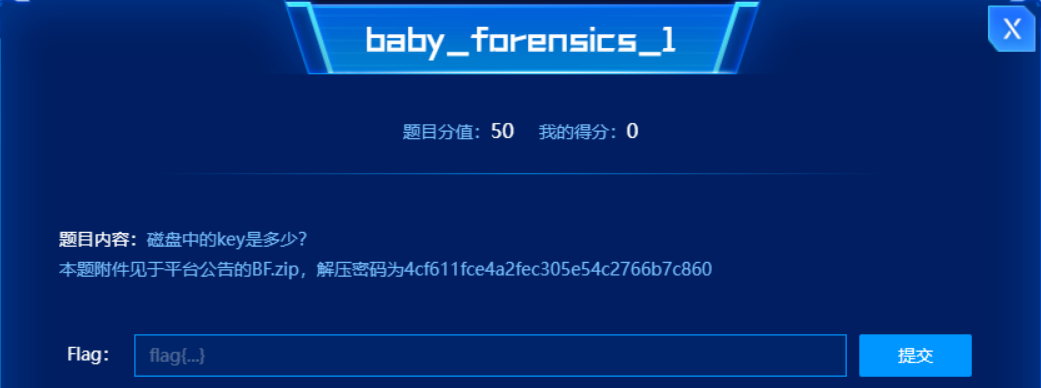 baby_forensics_1
X
题目分值：50 我的得分：0
题目内容：磁盘中的key是多少？
本题附件见于平台公告的BF.zip，解压密码为4cf611fce4a2fec305e54c2766b7c860
Flag： flag{...} 提交